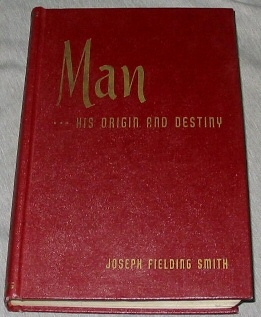 Man
... HIS ORIGIN AND DESTINY
JOSEPH FIELDING SMITH